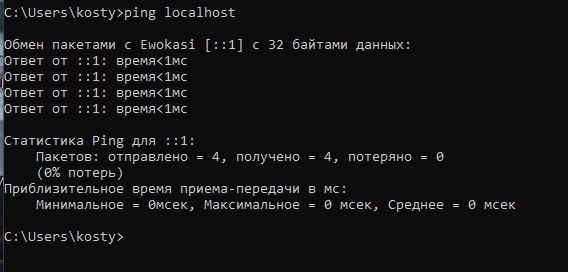 C:\Users\kosty>ping localhost
Обмен пакетами с Ewokasi [::1] с 32 байтами данных:
Ответ от ::1: время<1мс
Ответ от ::1: время<1мс
Ответ от ::1: время<1мс
Ответ от ::1: время<1мс
Статистика Ping для ::1:
Пакетов: отправлено = 4, получено = 4, потеряно = 0
(0% потерь)
Приблизительное время приема-передачи в мс:
Минимальное = 0мсек, Максимальное = 0 мсек, Среднее = 0 мсек
C:\Users\kosty>